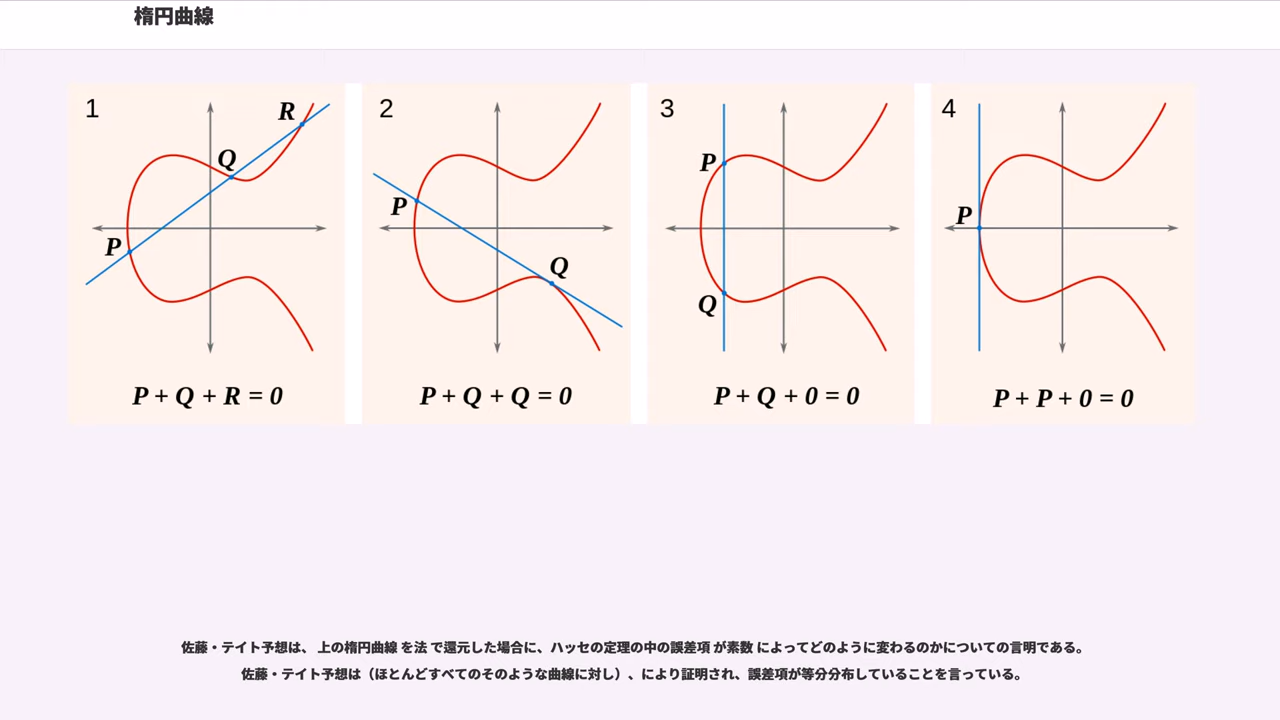 楕円曲線
1
R
Q
P
P + Q + R = 0
2
P
Q
P + Q + Q = 0
3
P
Q
P + Q + 0 = 0
4
P
P + P + 0 = 0
佐藤・テイト予想は、 上の楕円曲線 を法 で還元した場合に、ハッセの定理の中の誤差項 が素数 によってどのように変わるのかについての言明である。
佐藤・テイト予想は（ほとんどすべてのそのような曲線に対し）、により証明され、誤差項が等分分布していることを言っている。